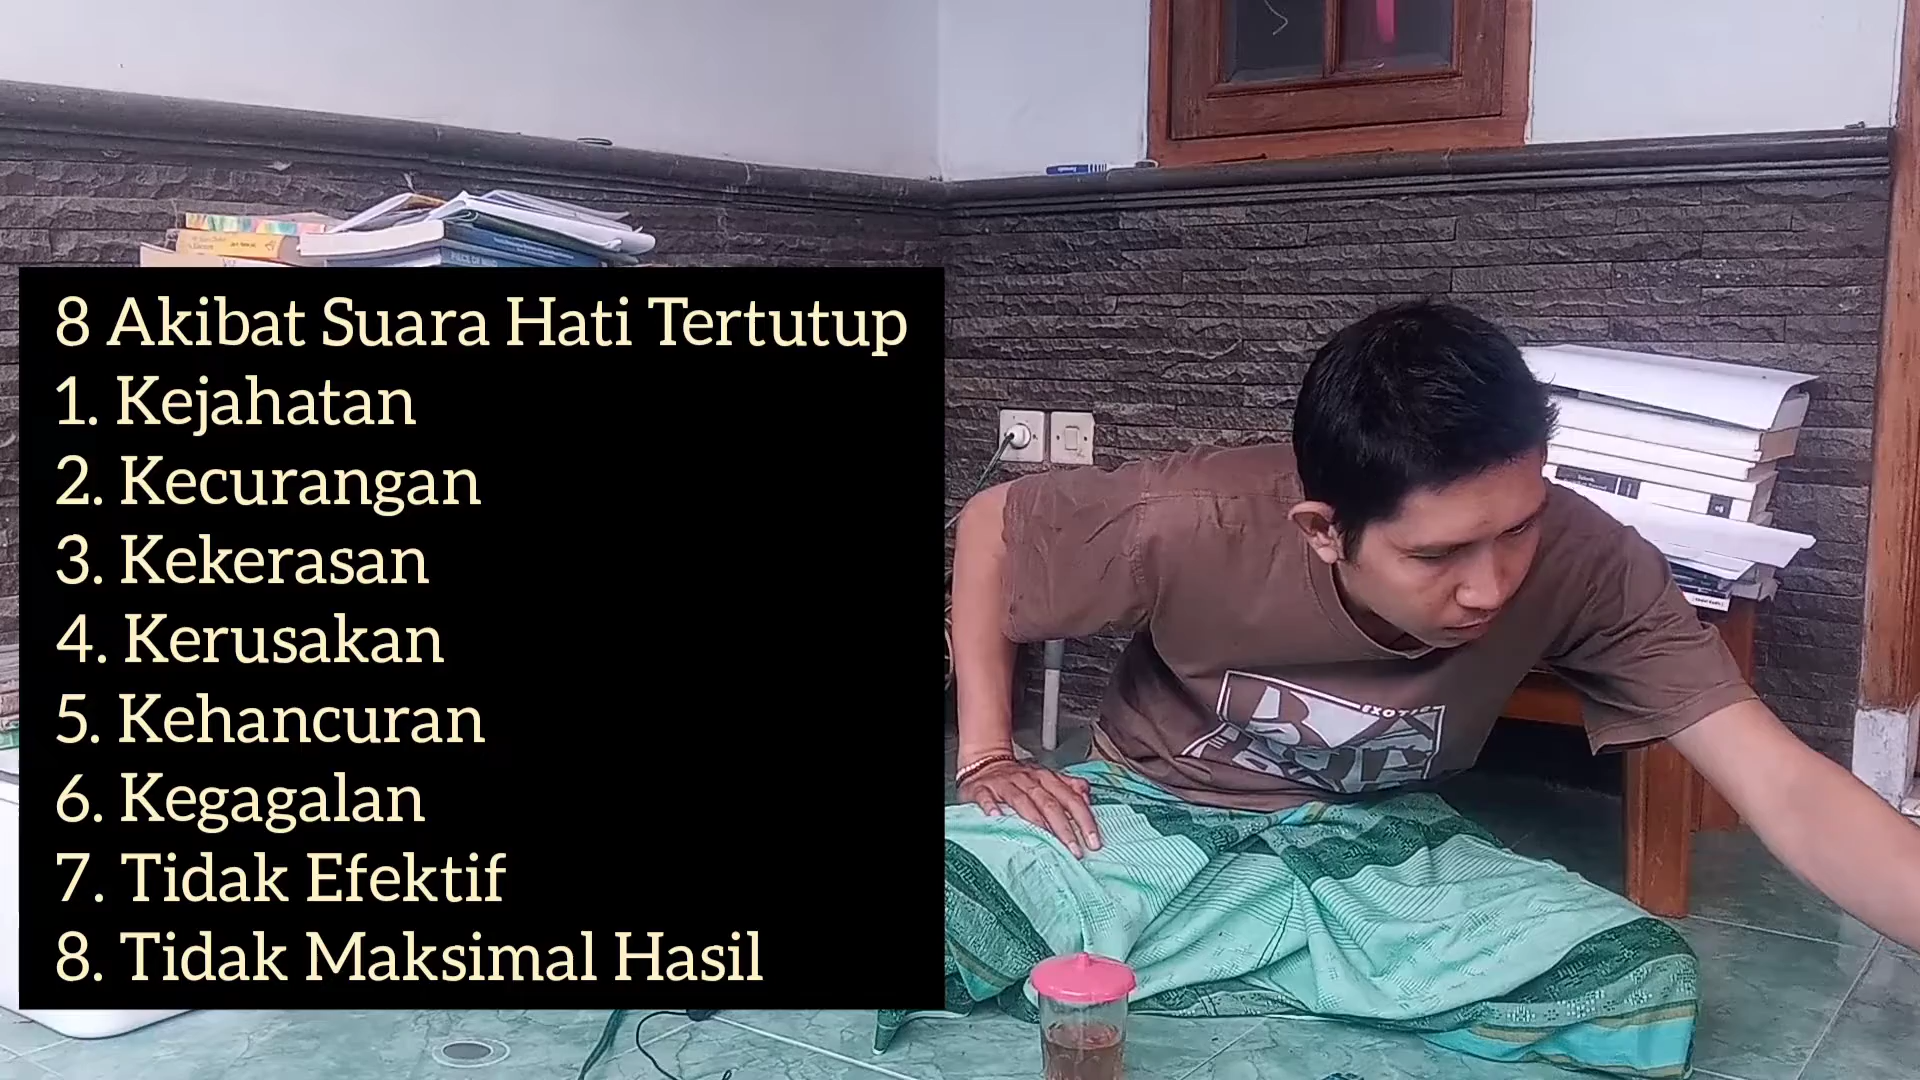 8 Akibat Suara Hati Tertutup
1. Kejahatan
2. Kecurangan
3. Kekerasan
4. Kerusakan
5. Kehancuran
6. Kegagalan
7. Tidak Efektif
8. Tidak Maksimal Hasil